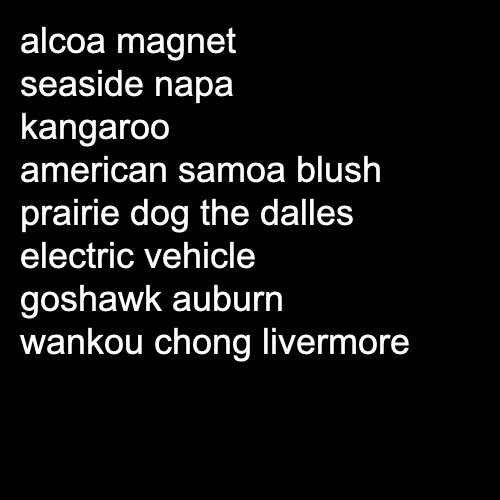 alcoa magnet
seaside napa
kangaroo
american samoa blush
prairie dog the dalles
electric vehicle
goshawk auburn
wankou chong livermore